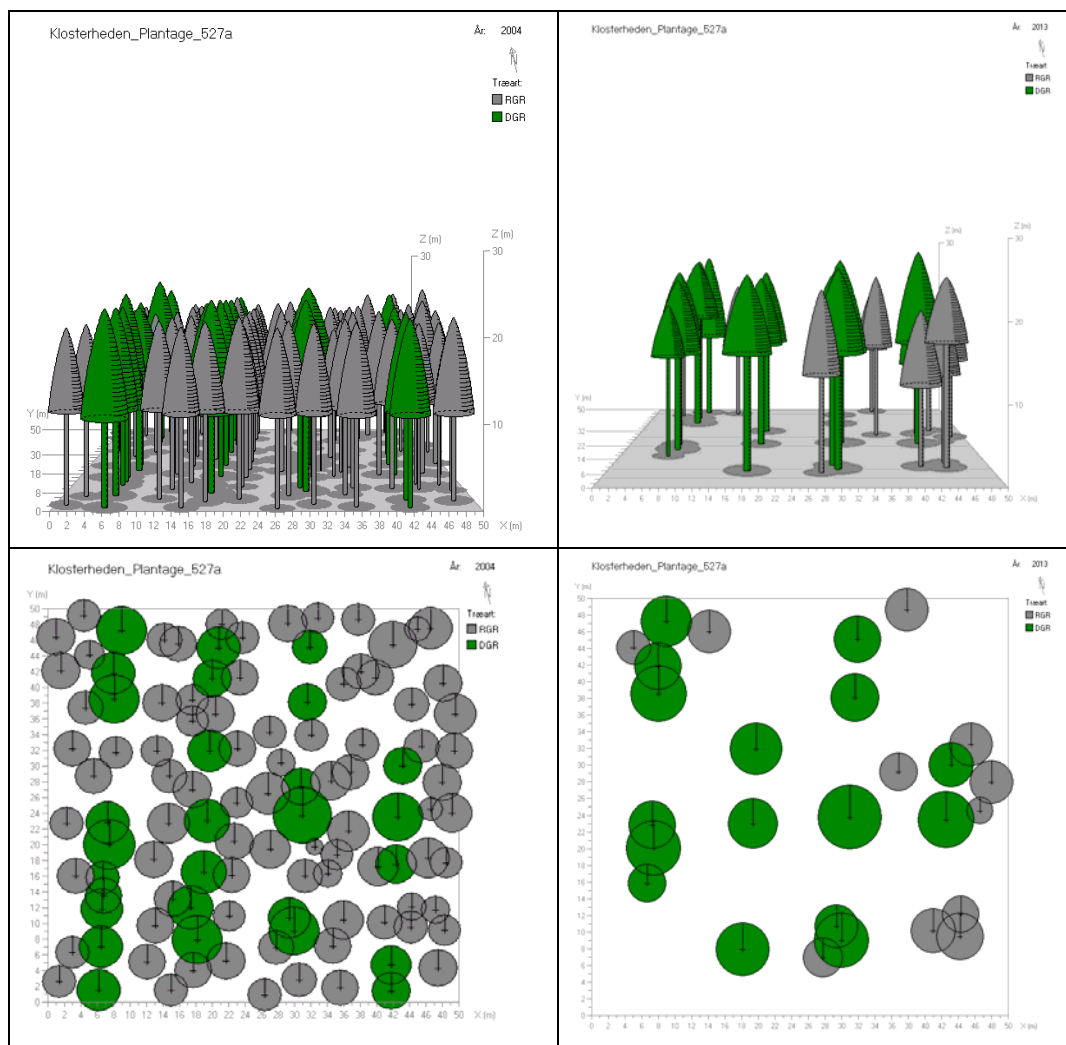 Klosterheden_Plantage_527a
År: 2004
N
Træart:
RGR
DGR
Z (m)
30
Z (m)
30
20
10
Y (m)
50
30
18
8
0
0 2 4 6 8 10 12 14 16 18 20 22 24 26 28 30 32 34 36 38 40 42 44 46 48 50 X (m)
Klosterheden_Plantage_527a
År: 2013
N
Træart:
RGR
DGR
Z (m)
30
Z (m)
30
20
10
Y (m)
50
32
22
14
6
0
0 2 4 6 8 10 12 14 16 18 20 22 24 26 28 30 32 34 36 38 40 42 44 46 50 X (m)
Klosterheden_Plantage_527a
År: 2004
N
Træart:
RGR
DGR
Y (m)
50
48
46
44
42
40
38
36
34
32
30
28
26
24
22
20
18
16
14
12
10
8
6
4
2
0
0 2 4 6 8 10 12 14 16 18 20 22 24 26 28 30 32 34 36 38 40 42 44 46 48 50 X (m)
Klosterheden_Plantage_527a
År: 2013
N
Træart:
RGR
DGR
Y (m)
50
48
46
44
42
40
38
36
34
32
30
28
26
24
22
20
18
16
14
12
10
8
6
4
2
0
0 2 4 6 8 10 12 14 16 18 20 22 24 26 28 30 32 34 36 38 40 42 44 46 50 X (m)